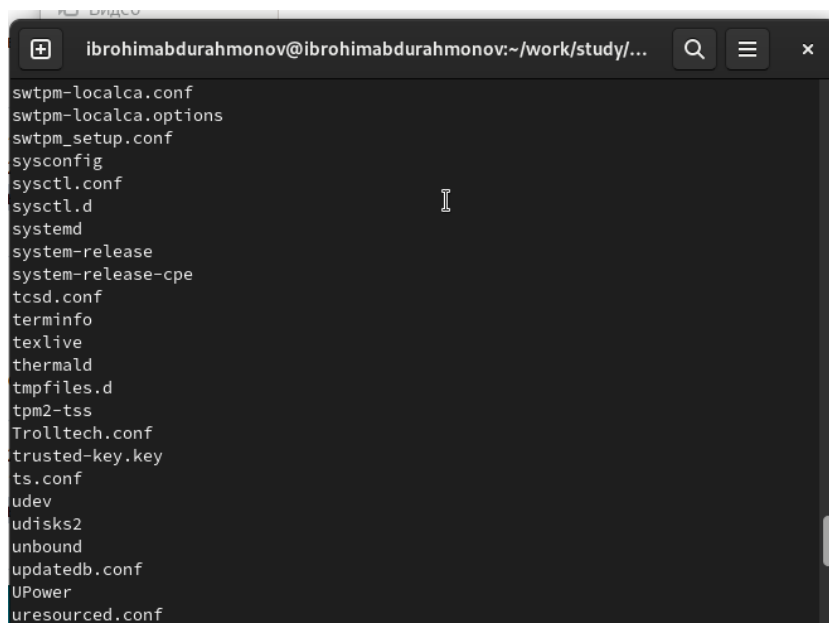 Видео
ibrohimabdurahmonov@ibrohimabdurahmonov:~/work/study/...
swtpm-localca.conf
swtpm-localca.options
swtpm_setup.conf
sysconfig
sysctl.conf
sysctl.d
systemd
system-release
system-release-cpe
tcsd.conf
terminfo
texlive
thermald
tmpfiles.d
tpm2-tss
Trolltech.conf
trusted-key.key
ts.conf
udev
udisks2
unbound
updatedb.conf
UPower
uresourced.conf